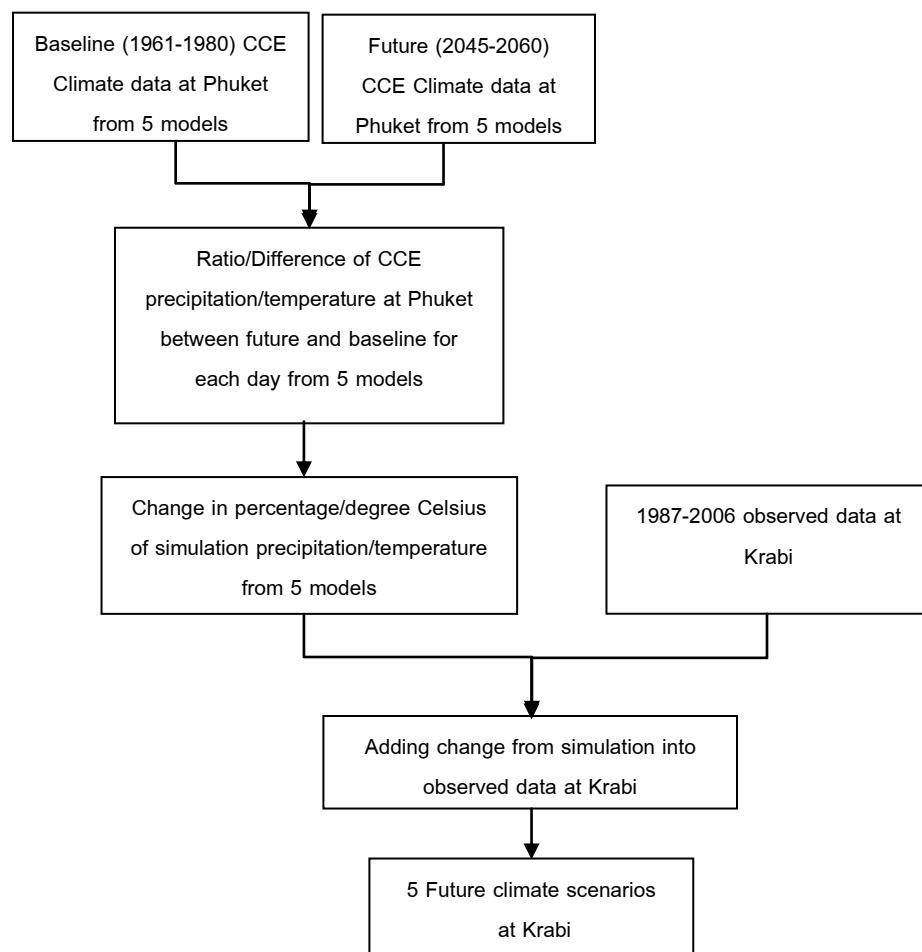 Baseline (1961-1980) CCE
Climate data at Phuket
from 5 models
Future (2045-2060)
CCE Climate data at
Phuket from 5 models
Ratio/Difference of CCE
precipitation/temperature at Phuket
between future and baseline for
each day from 5 models
Change in percentage/degree Celsius
of simulation precipitation/temperature
from 5 models
1987-2006 observed data at
Krabi
Adding change from simulation into
observed data at Krabi
5 Future climate scenarios
at Krabi